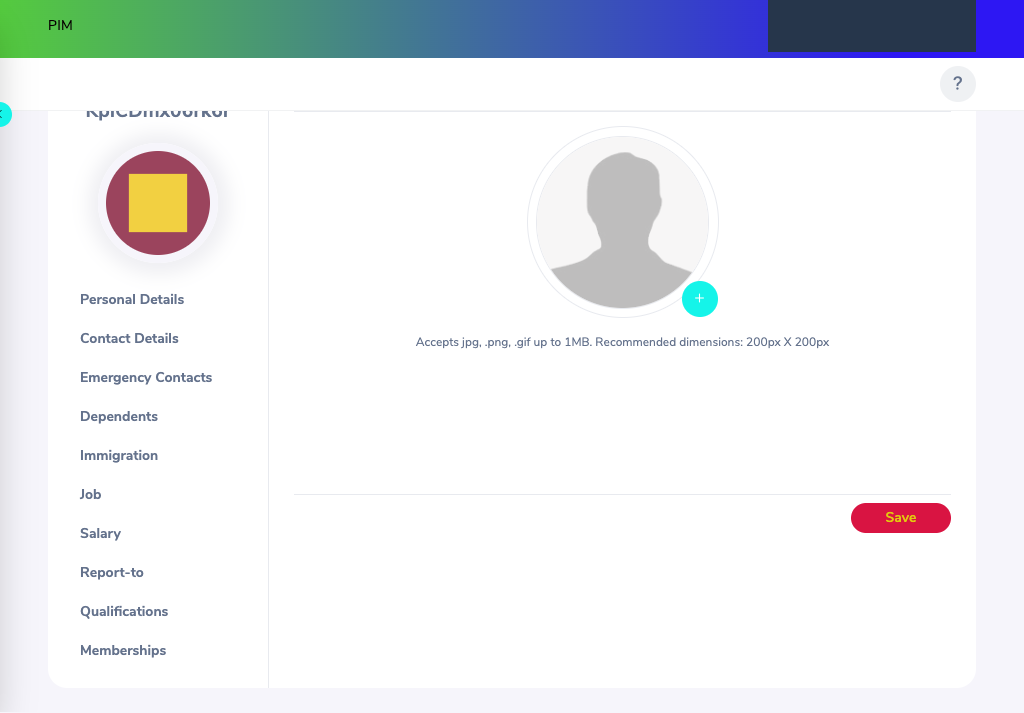 PIM
?
Personal Details
Contact Details
Emergency Contacts
Dependents
Immigration
Job
Salary
Report-to
Qualifications
Memberships
+
Accepts jpg, .png, .gif up to 1MB. Recommended dimensions: 200px X 200px
Save